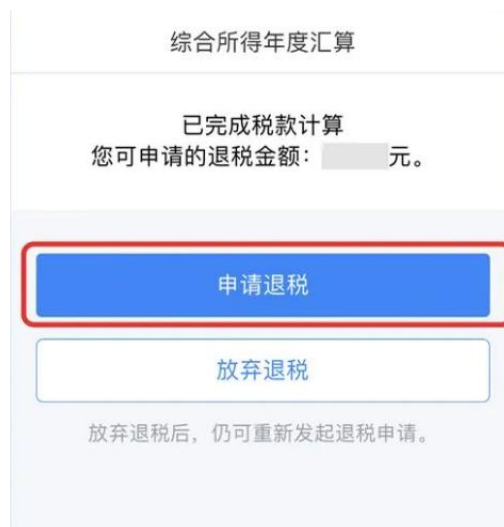 综合所得年度汇算
已完成税款计算
您可申请的退税金额： 元。
申请退税
放弃退税
放弃退税后，仍可重新发起退税申请。